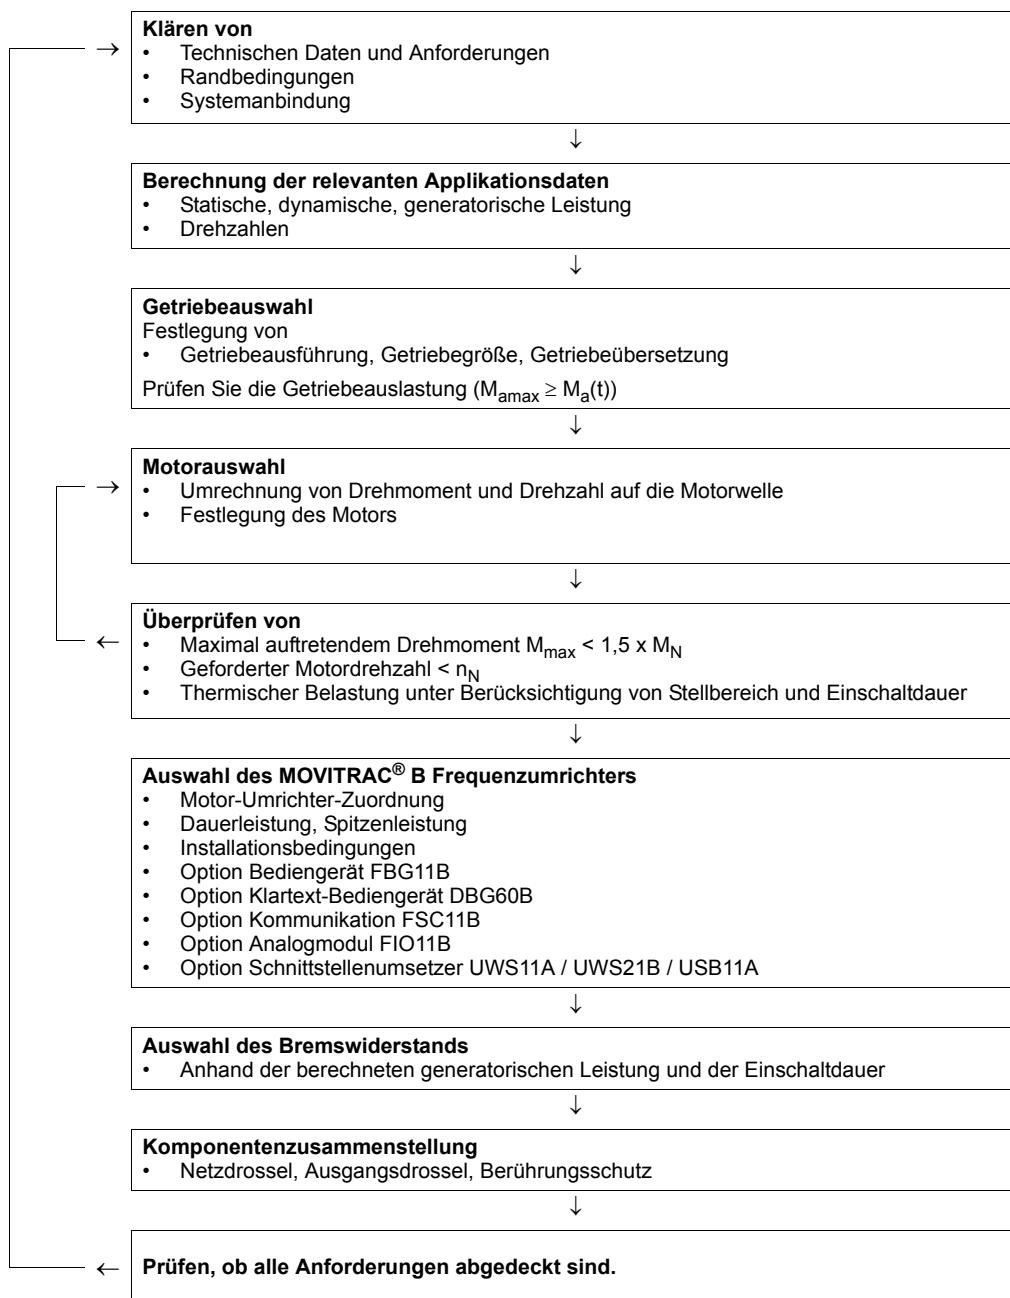 Klären von
• Technischen Daten und Anforderungen
• Randbedingungen
• Systemanbindung
Berechnung der relevanten Applikationsdaten
• Statische, dynamische, generatorische Leistung
• Drehzahlen
Getriebeauswahl
Festlegung von
• Getriebeausführung, Getriebegröße, Getriebeübersetzung
Prüfen Sie die Getriebeauslastung (Mamax ≥ Ma(t))
Motorauswahl
• Umrechnung von Drehmoment und Drehzahl auf die Motorwelle
• Festlegung des Motors
Überprüfen von
• Maximal auftretendem Drehmoment Mmax < 1,5 x MN
• Geforderter Motordrehzahl < nN
• Thermischer Belastung unter Berücksichtigung von Stellbereich und Einschaltdauer
Auswahl des MOVITRAC® B Frequenzumrichters
• Motor-Umrichter-Zuordnung
• Dauerleistung, Spitzenleistung
• Installationsbedingungen
• Option Bediengerät FBG11B
• Option Klartext-Bediengerät DBG60B
• Option Kommunikation FSC11B
• Option Analogmodul FIO11B
• Option Schnittstellenumsetzer UWS11A / UWS21B / USB11A
Auswahl des Bremswiderstands
• Anhand der berechneten generatorischen Leistung und der Einschaltdauer
Komponentenzusammenstellung
• Netzdrossel, Ausgangsdrossel, Berührungsschutz
Prüfen, ob alle Anforderungen abgedeckt sind.